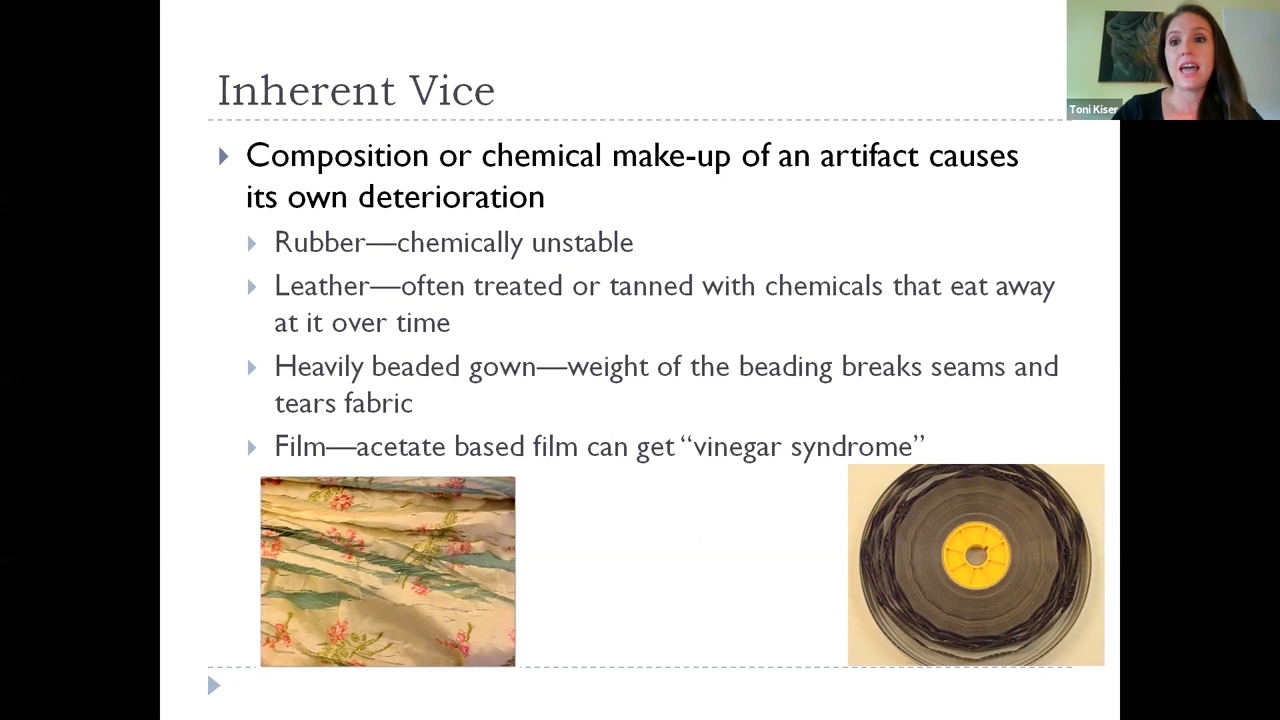 Inherent Vice
Toni Kiser
Composition or chemical make-up of an artifact causes
its own deterioration
Rubber—chemically unstable
Leather—often treated or tanned with chemicals that eat away
at it over time
Heavily beaded gown—weight of the beading breaks seams and
tears fabric
Film—acetate based film can get “vinegar syndrome”